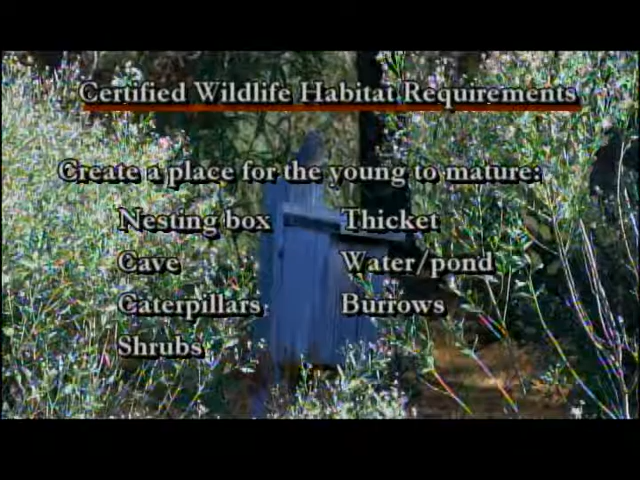 Certified Wildlife Habitat Requirements
Create a place for the young to mature:
Nesting box
Thicket
Cave
Water/pond
Caterpillars
Burrows
Shrubs